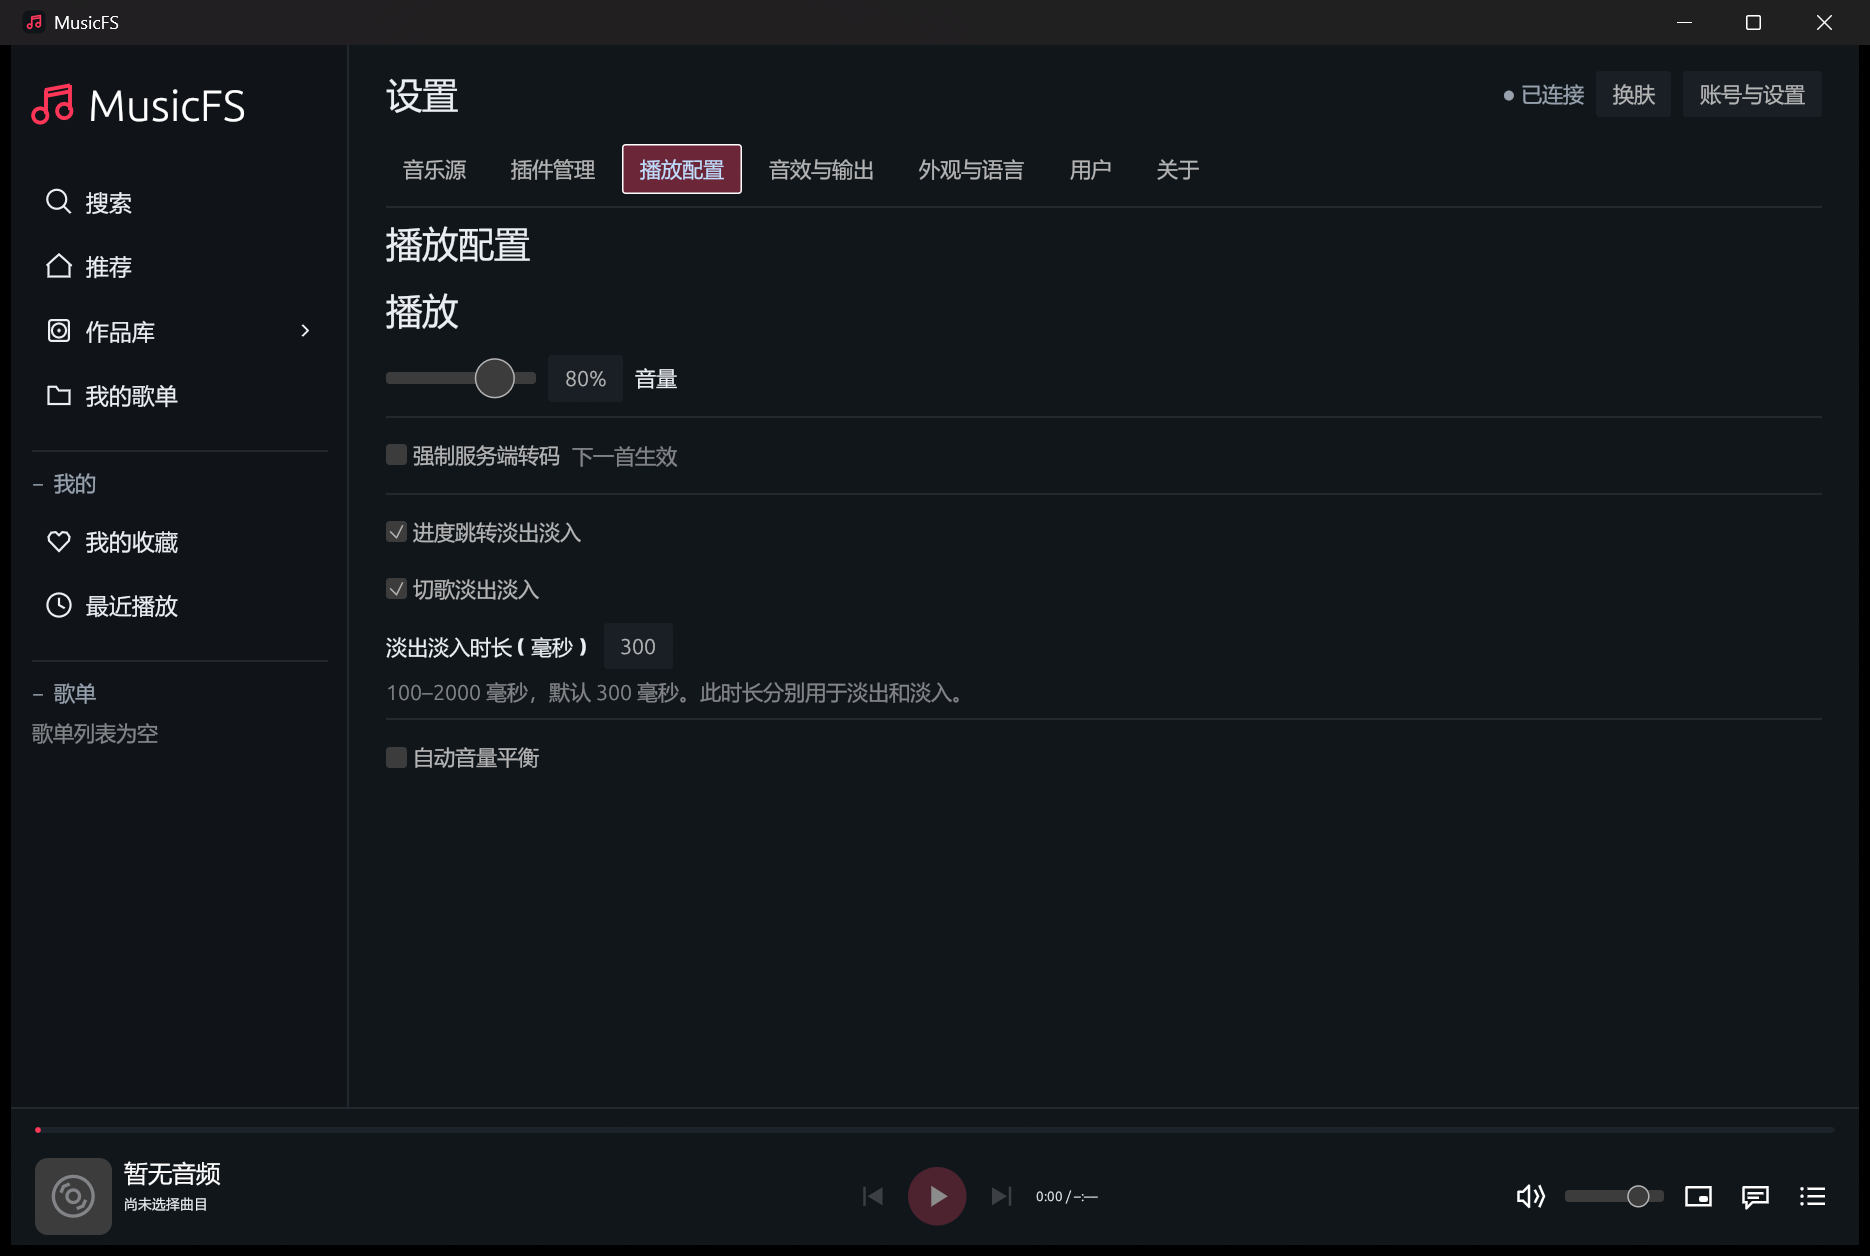 MusicFS
MusicFS
搜索
推荐
作品库
我的歌单
– 我的
我的收藏
最近播放
– 歌单
歌单列表为空
设置
已连接
换肤
账号与设置
音乐源
插件管理
播放配置
音效与输出
外观与语言
用户
关于
播放配置
播放
80%
音量
强制服务端转码 下一首生效
进度跳转淡出淡入
切歌淡出淡入
淡出淡入时长(毫秒) 300
100–2000 毫秒，默认 300 毫秒。此时长分别用于淡出和淡入。
自动音量平衡
暂无音频
尚未选择曲目
0:00 / –:––